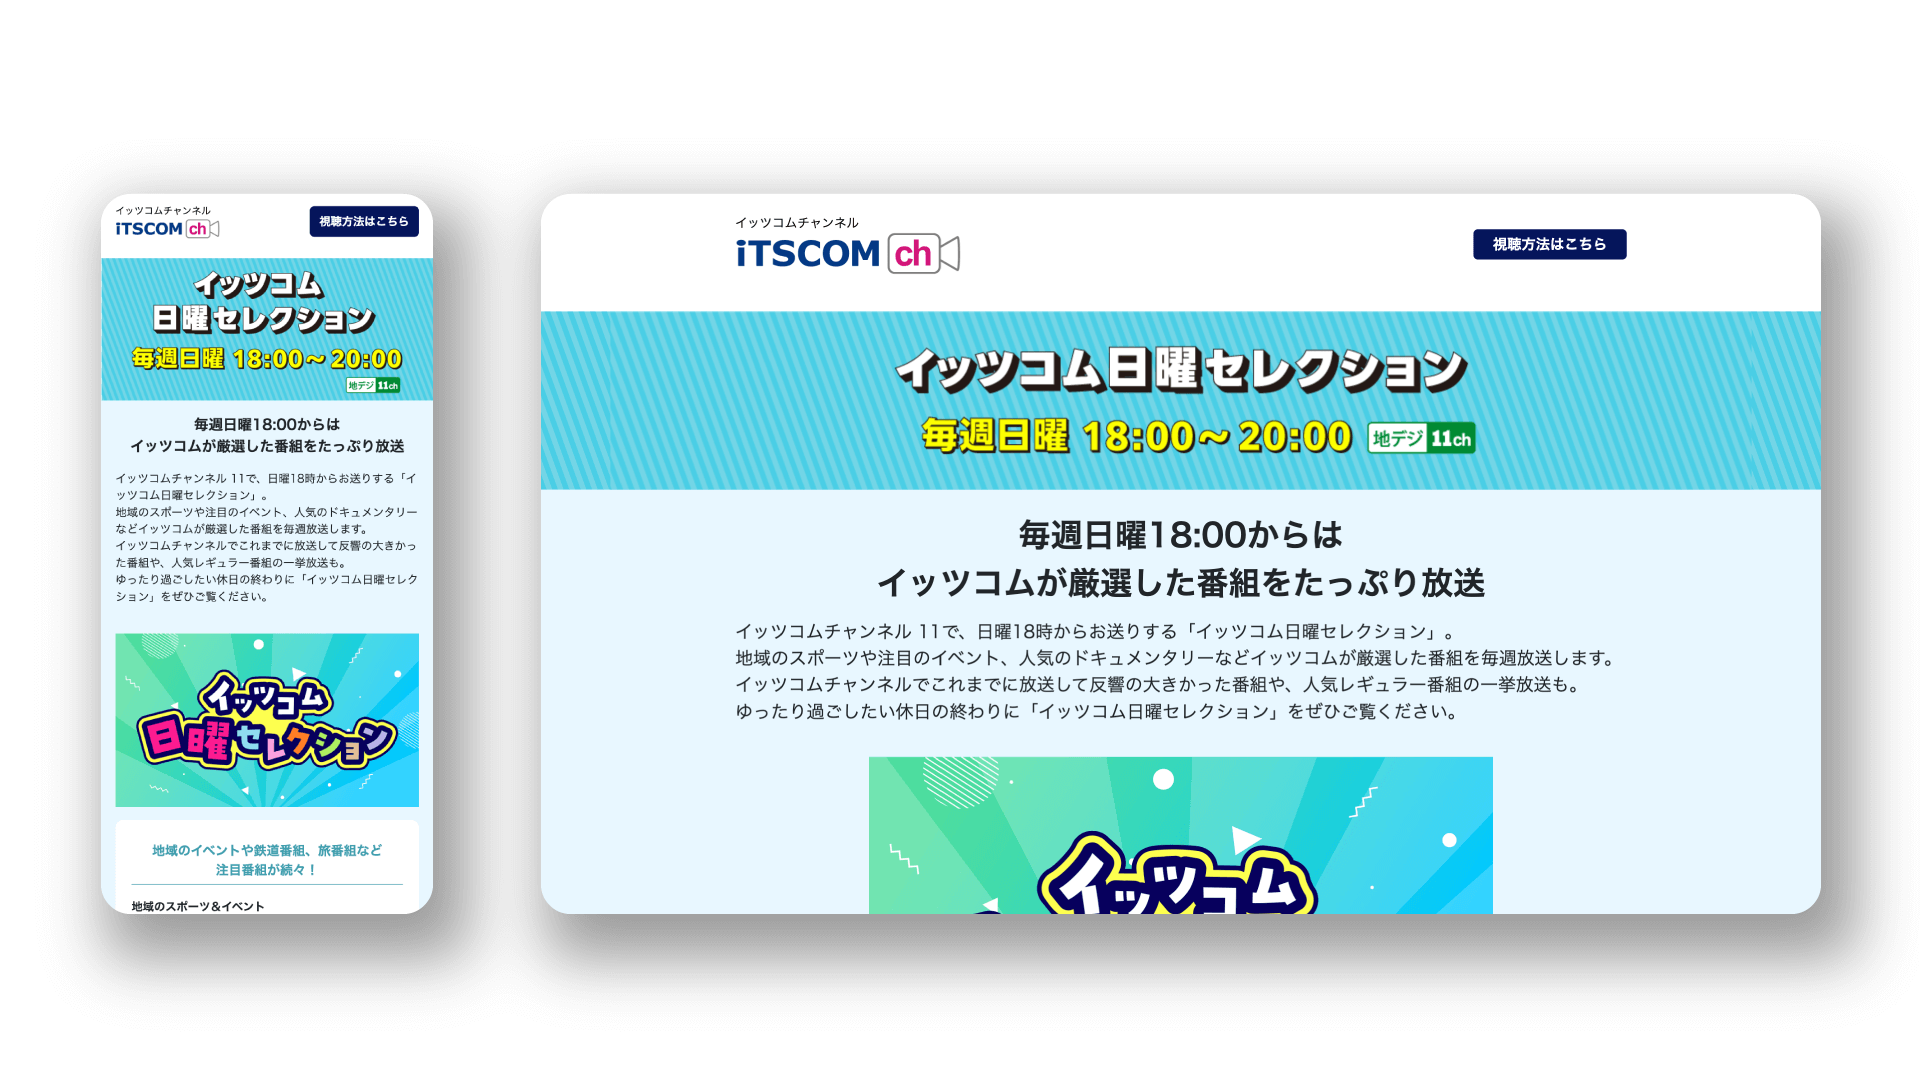 イッツコムチャンネル
iTSCOM ch
視聴方法はこちら
イッツコム
日曜セレクション
毎週日曜 18:00～20:00
地デジ 11ch
毎週日曜18:00からは
イッツコムが厳選した番組をたっぷり放送
イッツコムチャンネル 11で、日曜18時からお送りする「イ
ッツコム日曜セレクション」。
地域のスポーツや注目のイベント、人気のドキュメンタリー
などイッツコムが厳選した番組を毎週放送します。
イッツコムチャンネルでこれまでに放送して反響の大きかっ
た番組や、人気レギュラー番組の一挙放送も。
ゆったり過ごしたい休日の終わりに「イッツコム日曜セレク
ション」をぜひご覧ください。
イッツコム
日曜セレクション
地域のイベントや鉄道番組、旅番組など
注目番組が続々！
地域のスポーツ＆イベント
イッツコムチャンネル
iTSCOM ch
視聴方法はこちら
イッツコム日曜セレクション
毎週日曜 18:00～20:00 地デジ 11ch
毎週日曜18:00からは
イッツコムが厳選した番組をたっぷり放送
イッツコムチャンネル 11で、日曜18時からお送りする「イッツコム日曜セレクション」。
地域のスポーツや注目のイベント、人気のドキュメンタリーなどイッツコムが厳選した番組を毎週放送します。
イッツコムチャンネルでこれまでに放送して反響の大きかった番組や、人気レギュラー番組の一挙放送も。
ゆったり過ごしたい休日の終わりに「イッツコム日曜セレクション」をぜひご覧ください。
イッツコム